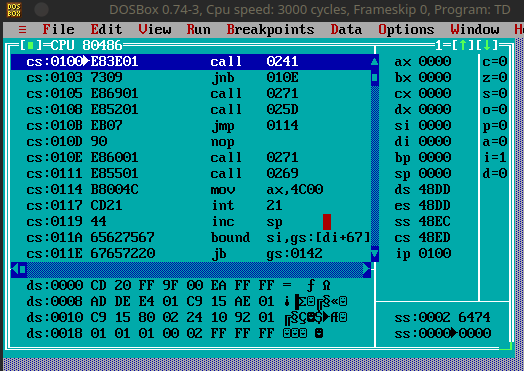 DOSBox 0.74-3, Cpu speed: 3000 cycles, Frameskip 0, Program: TD
≡ File Edit View Run Breakpoints Data Options Window H
[■]=CPU 80486 1=[↑][↓]
cs:0100►E83E01 call 0241 ax 0000 c=0
cs:0103 7309 jnb 010E bx 0000 z=0
cs:0105 E86901 call 0271 cx 0000 s=0
cs:0108 E85201 call 025D dx 0000 o=0
cs:010B EB07 jmp 0114 si 0000 p=0
cs:010D 90 nop di 0000 a=0
cs:010E E86001 call 0271 bp 0000 i=1
cs:0111 E85501 call 0269 sp 0000 d=0
cs:0114 B8004C mov ax,4C00 ds 48DD
cs:0117 CD21 int 21 es 48DD
cs:0119 44 inc sp ss 48EC
cs:011A 65627567 bound si,gs:[di+67] cs 48ED
cs:011E 67657220 jb gs:0142 ip 0100
ds:0000 CD 20 FF 9F 00 EA FF FF = ƒ Ω
ds:0008 AD DE E4 01 C9 15 AE 01 ¡▐Σ☺╔§«☺
ds:0010 C9 15 80 02 24 10 92 01 ╔§Ç☻$►Æ☺ ss:0002 6474
ds:0018 01 01 01 00 02 FF FF FF ☺☺☺ ☻ ss:0000►0000